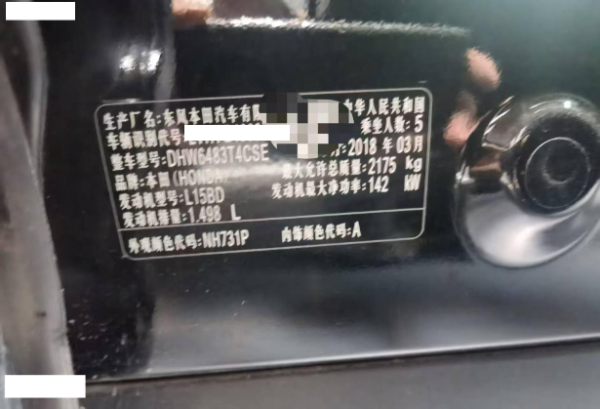 生产厂名:东风本田汽车有限 中华人民共和国
车辆识别代号 乘坐人数:5
整车型号:DHW6483T4CSE 2018 年 03月
品牌:本田(HONDA) 最大允许总质量:2175 kg
发动机型号:L15BD 发动机最大净功率:142 kW
发动机排量:1.498 L
外观颜色代码:NH731P 内饰颜色代码:A